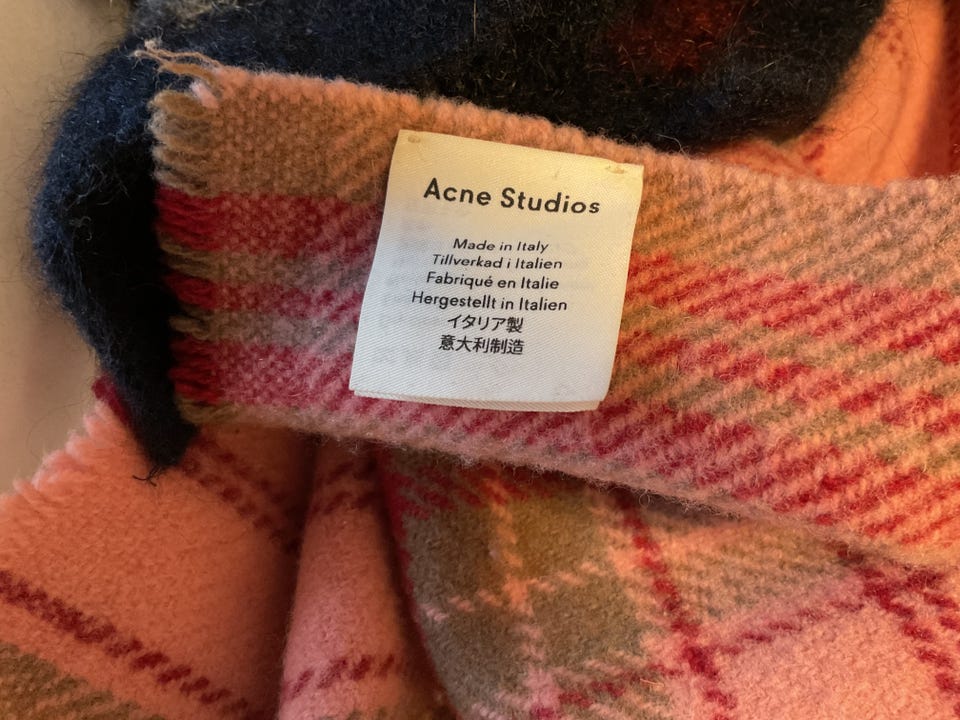 Acne Studios
Made in Italy
Tillverkad i Italien
Fabriqué en Italie
Hergestellt in Italien
イタリア製
意大利制造